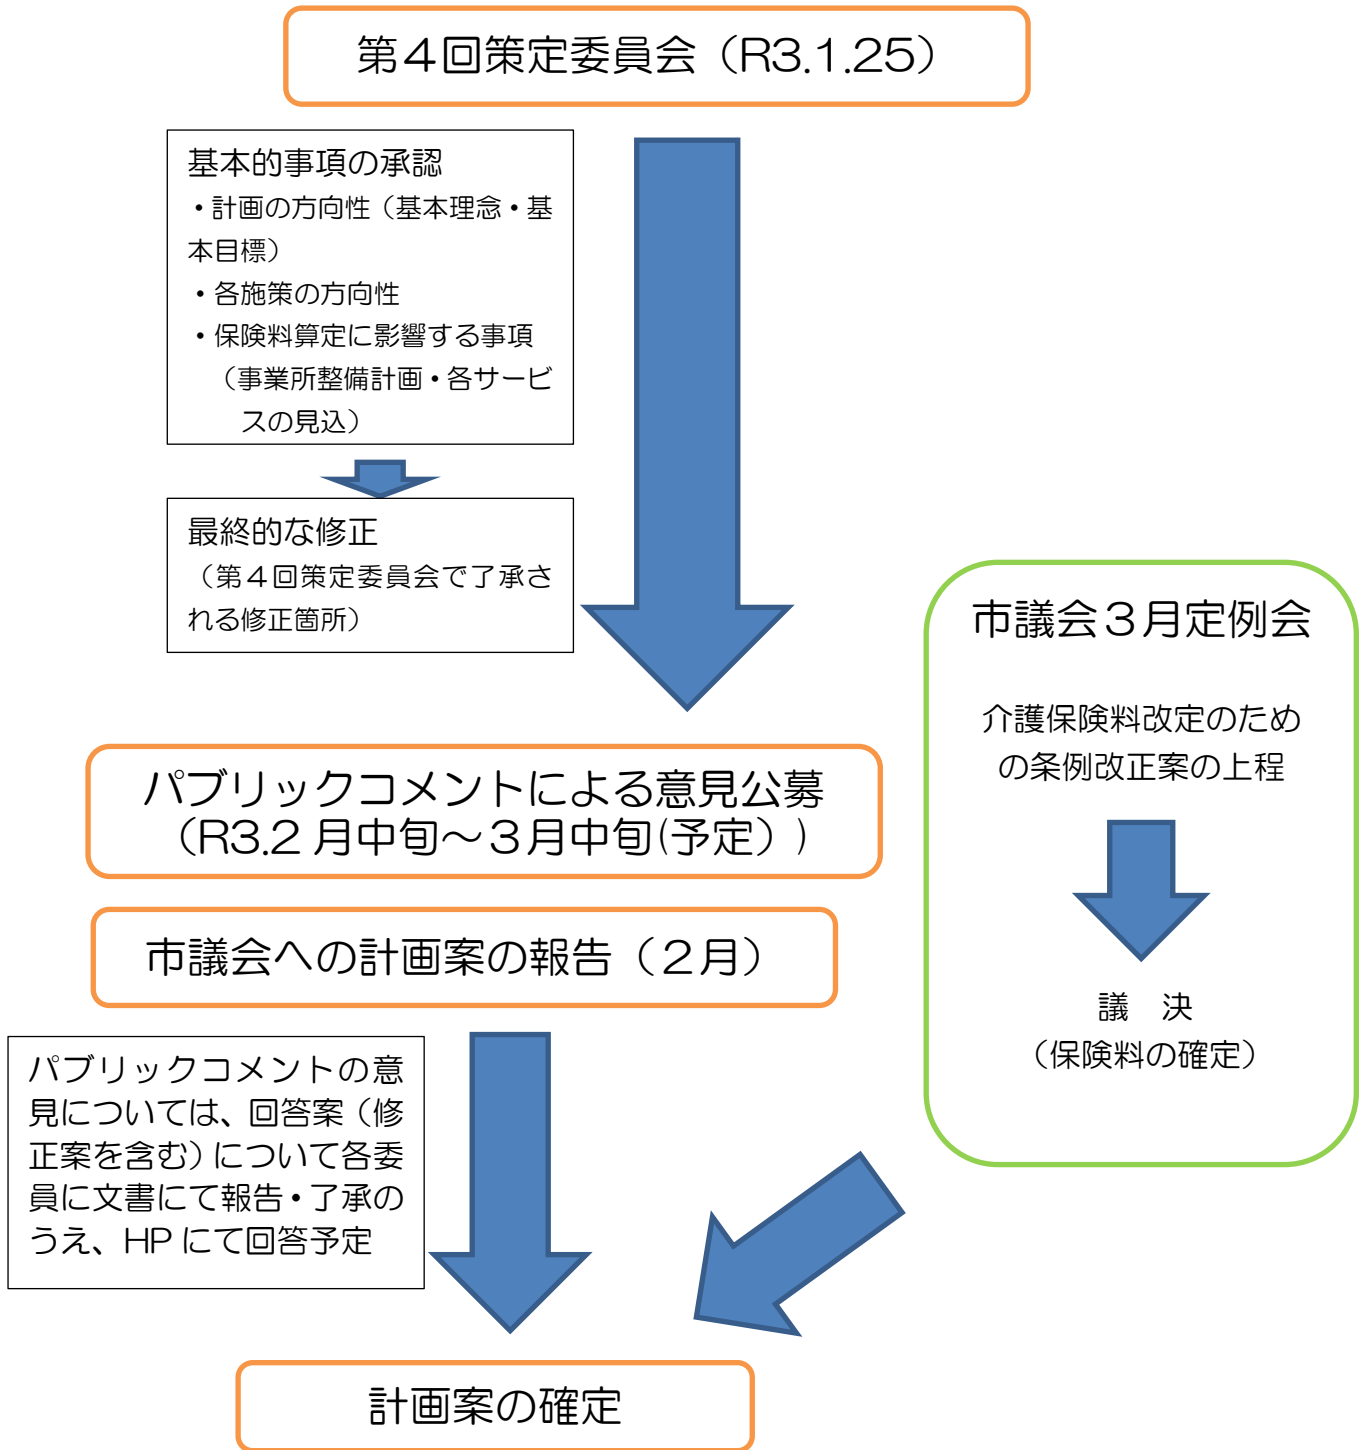 第４回策定委員会（R3.1.25）
基本的事項の承認
・計画の方向性（基本理念・基
本目標）
・各施策の方向性
・保険料算定に影響する事項
（事業所整備計画・各サービ
スの見込）
最終的な修正
（第４回策定委員会で了承さ
れる修正箇所）
パブリックコメントによる意見公募
（R3.2 月中旬～３月中旬(予定）)
市議会への計画案の報告（２月）
パブリックコメントの意
見については、回答案（修
正案を含む）について各委
員に文書にて報告・了承の
うえ、HP にて回答予定
市議会３月定例会
介護保険料改定のため
の条例改正案の上程
議　決
（保険料の確定）
計画案の確定